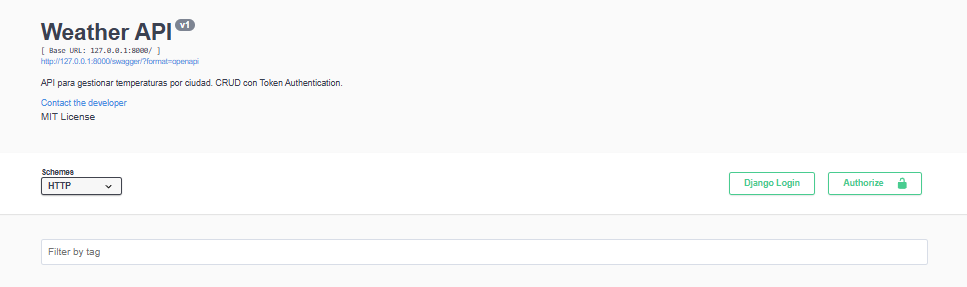 Weather API v1
[ Base URL: 127.0.0.1:8000/ ]
http://127.0.0.1:8000/swagger/?format=openapi
API para gestionar temperaturas por ciudad. CRUD con Token Authentication.
Contact the developer
MIT License
Schemes
HTTP
Django Login
Authorize
Filter by tag